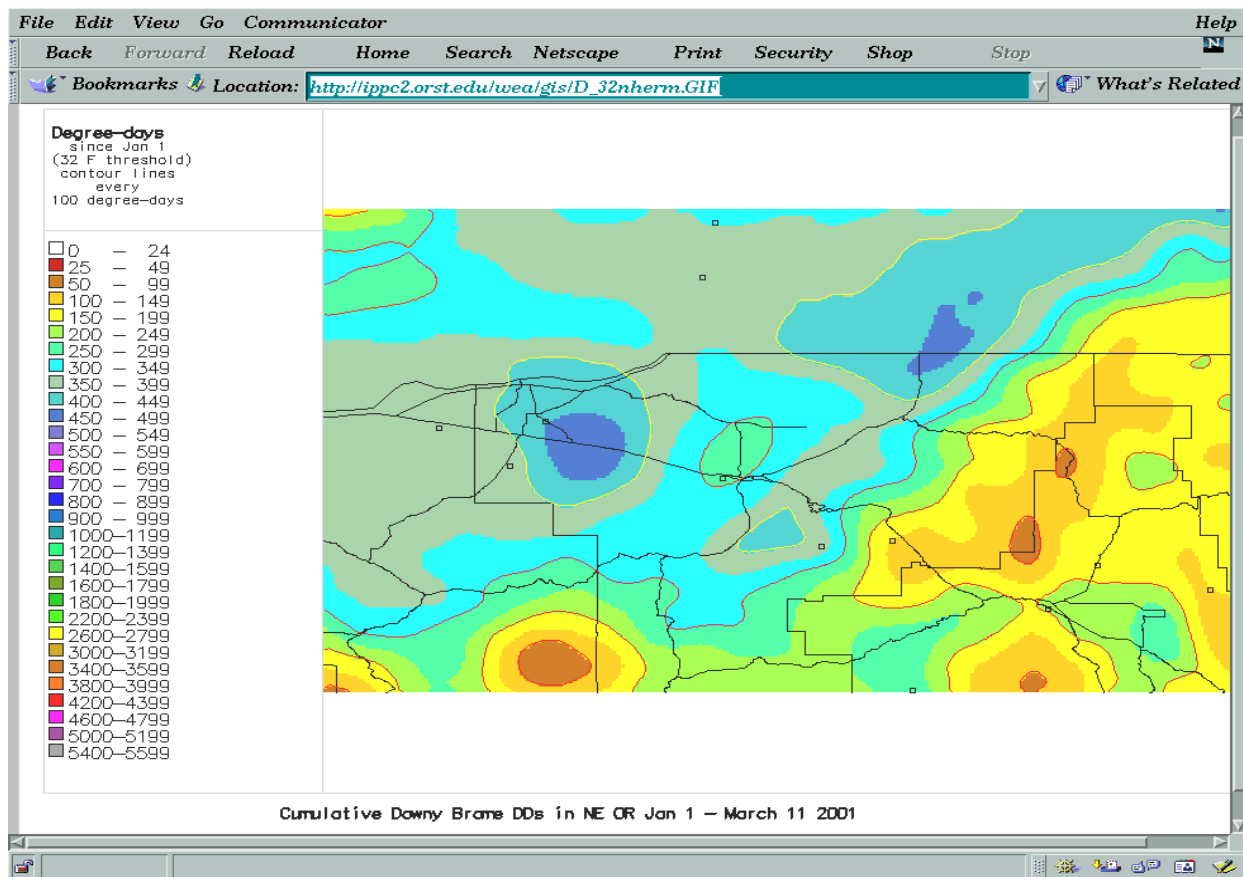 File Edit View Go Communicator Help
Back Forward Reload Home Search Netscape Print Security Shop Stop
N
Bookmarks Location: http://ippc2.orst.edu/wea/gis/D_32nherm.GIF What's Related
Degree-days
since Jan 1
(32 F threshold)
contour lines
every
100 degree-days
0 – 24
25 – 49
50 – 99
100 – 149
150 – 199
200 – 249
250 – 299
300 – 349
350 – 399
400 – 449
450 – 499
500 – 549
550 – 599
600 – 699
700 – 799
800 – 899
900 – 999
1000–1199
1200–1399
1400–1599
1600–1799
1800–1999
2200–2399
2600–2799
3000–3199
3400–3599
3800–3999
4200–4399
4600–4799
5000–5199
5400–5599
Cumulative Downy Brome DDs in NE OR Jan 1 – March 11 2001